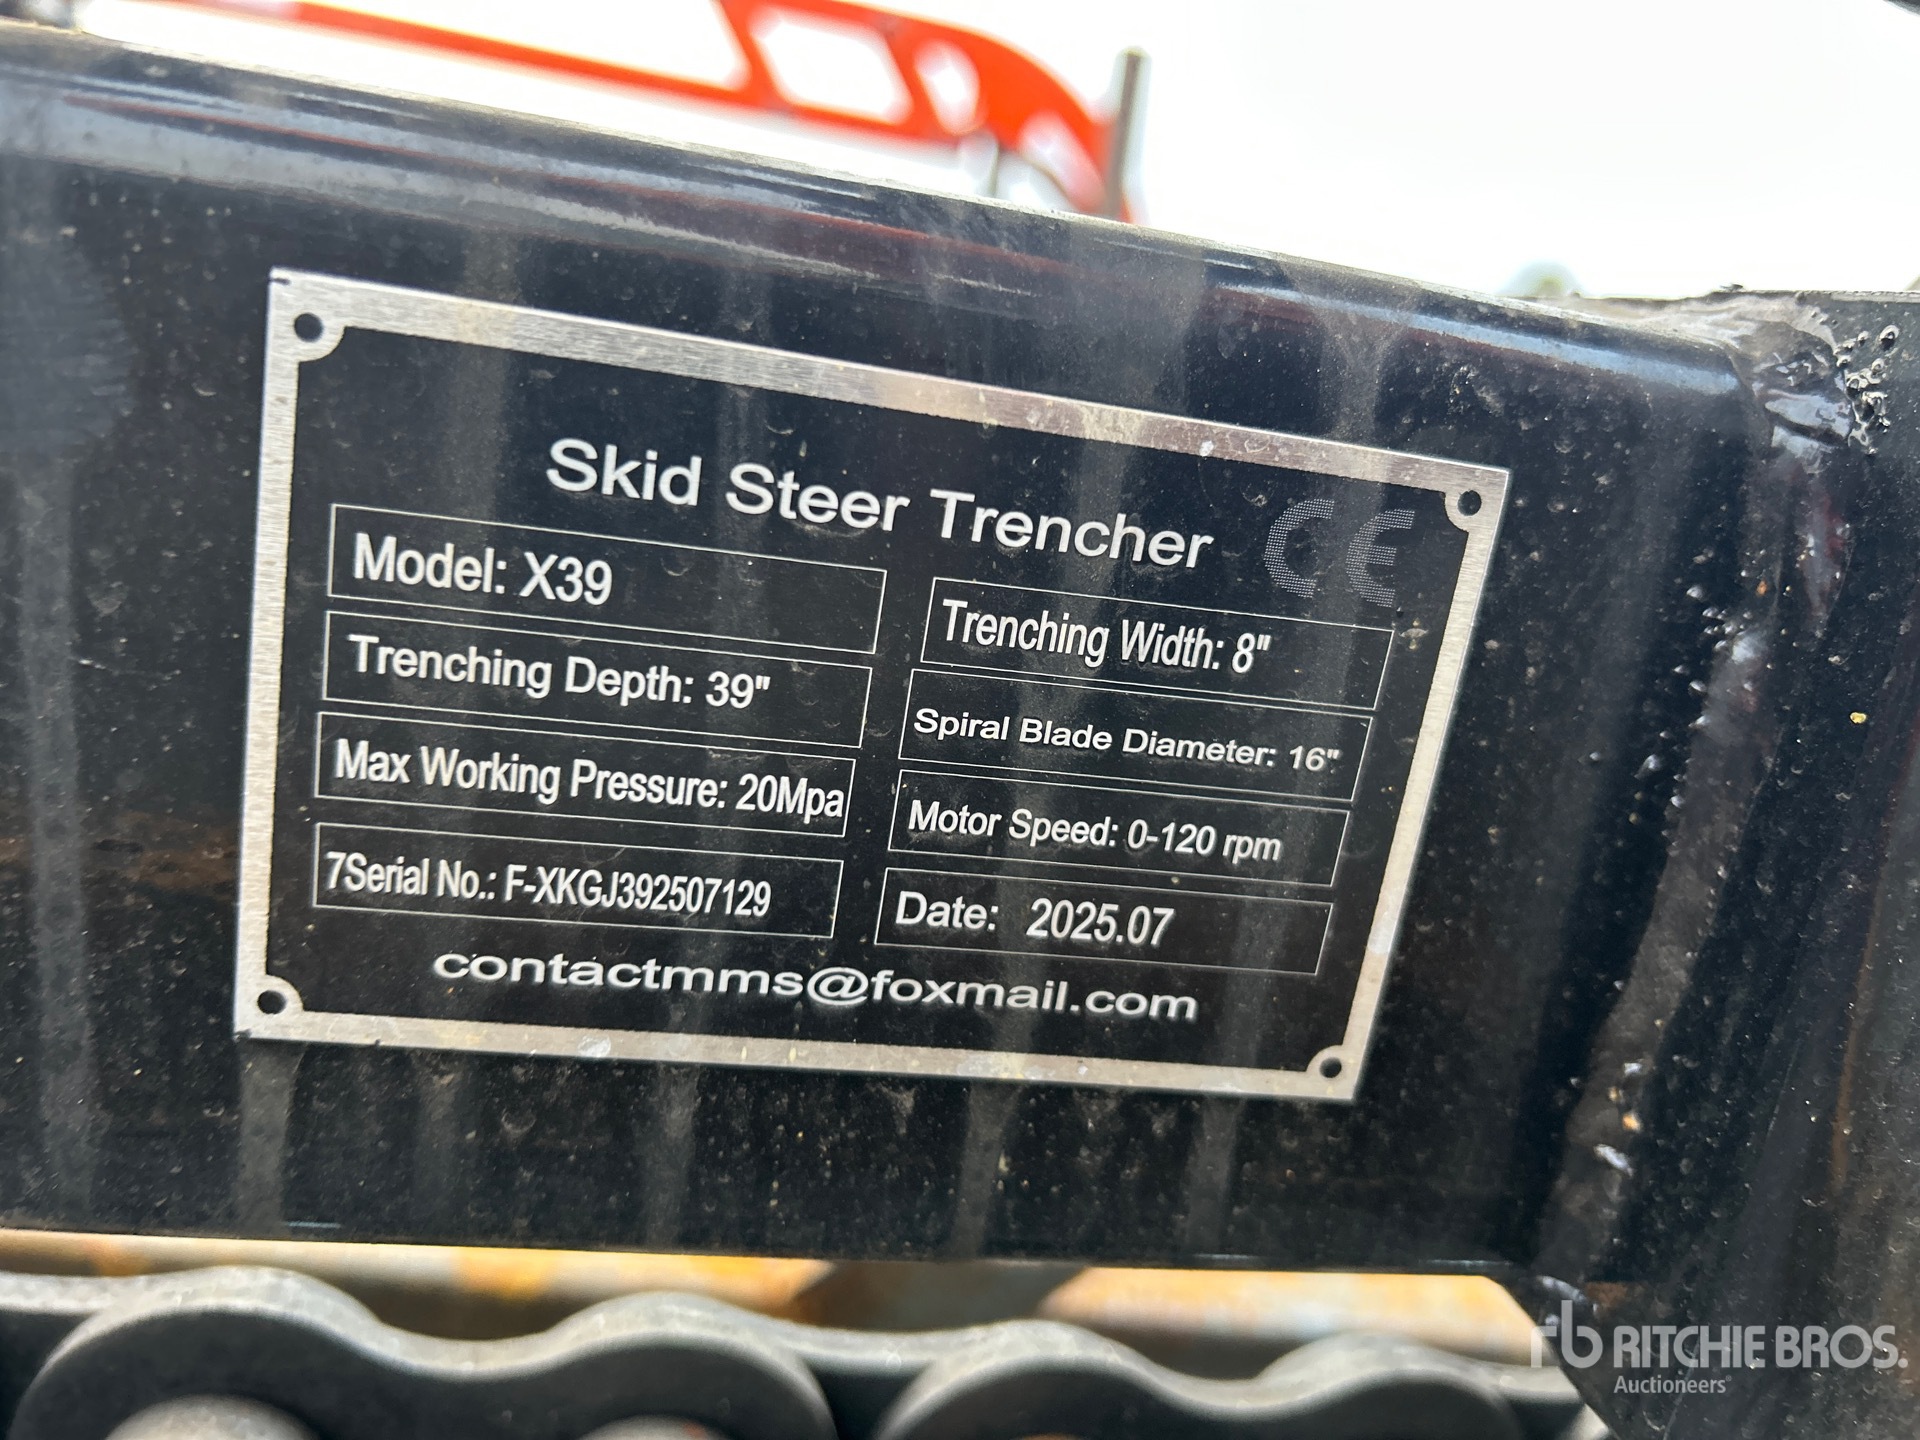 Skid Steer Trencher CE
Model: X39
Trenching Width: 8"
Trenching Depth: 39"
Spiral Blade Diameter: 16"
Max Working Pressure: 20Mpa
Motor Speed: 0-120 rpm
7Serial No.: F-XKGJ392507129
Date: 2025.07
contactmms@foxmail.com
rb RITCHIE BROS.
Auctioneers